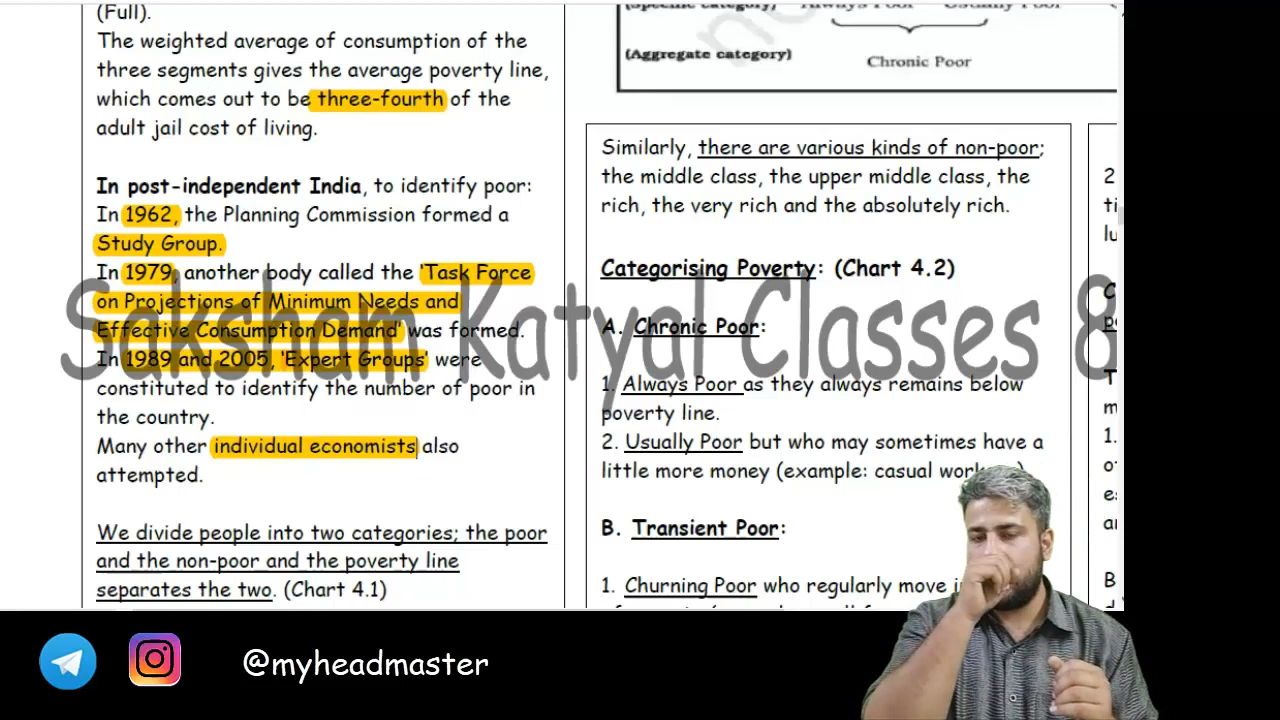 (Full).
The weighted average of consumption of the
three segments gives the average poverty line,
which comes out to be three-fourth of the
adult jail cost of living.
In post-independent India, to identify poor:
In 1962, the Planning Commission formed a
Study Group.
In 1979, another body called the 'Task Force
on Projections of Minimum Needs and
Effective Consumption Demand' was formed.
In 1989 and 2005, 'Expert Groups' were
constituted to identify the number of poor in
the country.
Many other individual economists also
attempted.
We divide people into two categories; the poor
and the non-poor and the poverty line
separates the two. (Chart 4.1)
(Aggregate category)
Chronic Poor
Similarly, there are various kinds of non-poor;
the middle class, the upper middle class, the
rich, the very rich and the absolutely rich.
Categorising Poverty: (Chart 4.2)
A. Chronic Poor:
1. Always Poor as they always remains below
poverty line.
2. Usually Poor but who may sometimes have a
little more money (example: casual
B. Transient Poor:
1. Churning Poor who regularly move
Saksham Katyal Classes 8
@myheadmaster